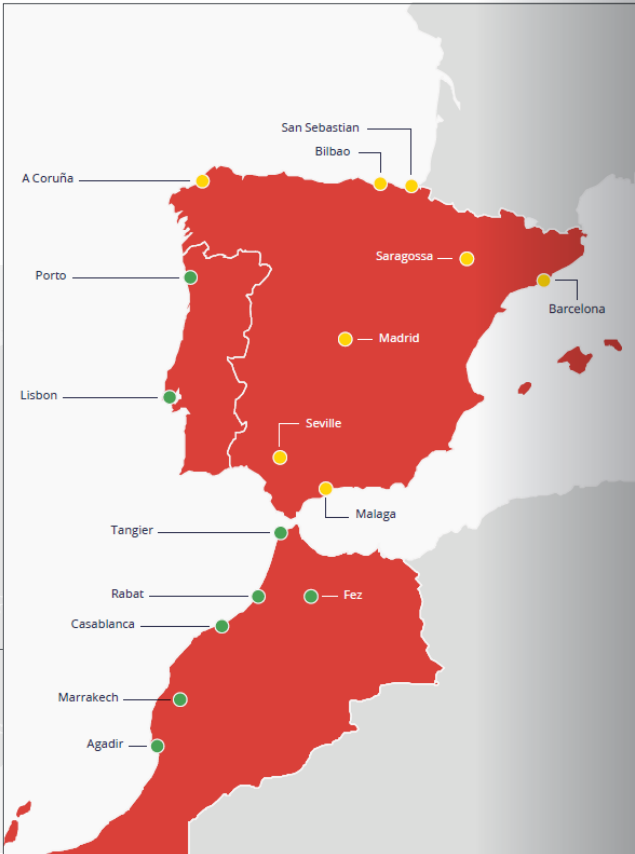 San Sebastian
Bilbao
A Coruña
Saragossa
Porto
Barcelona
Madrid
Lisbon
Seville
Malaga
Tangier
Rabat
Fez
Casablanca
Marrakech
Agadir